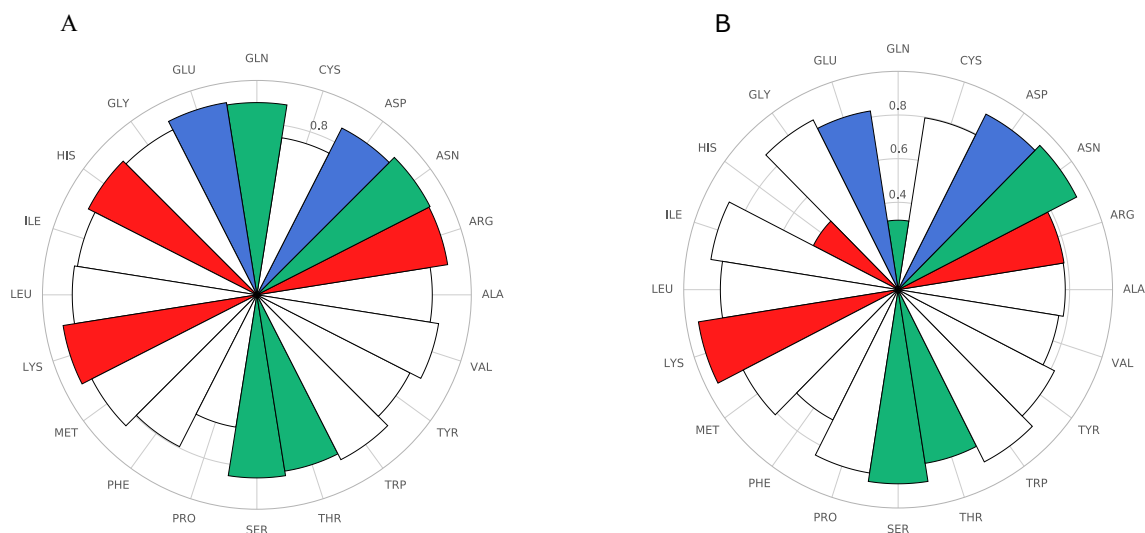 A
GLN
CYS
ASP
ASN
ARG
ALA
VAL
TYR
TRP
THR
SER
PRO
PHE
MET
LYS
LEU
ILE
HIS
GLY
GLU
0.8
B
GLN
CYS
ASP
ASN
ARG
ALA
VAL
TYR
TRP
THR
SER
PRO
PHE
MET
LYS
LEU
ILE
HIS
GLY
GLU
0.8
0.6
0.4